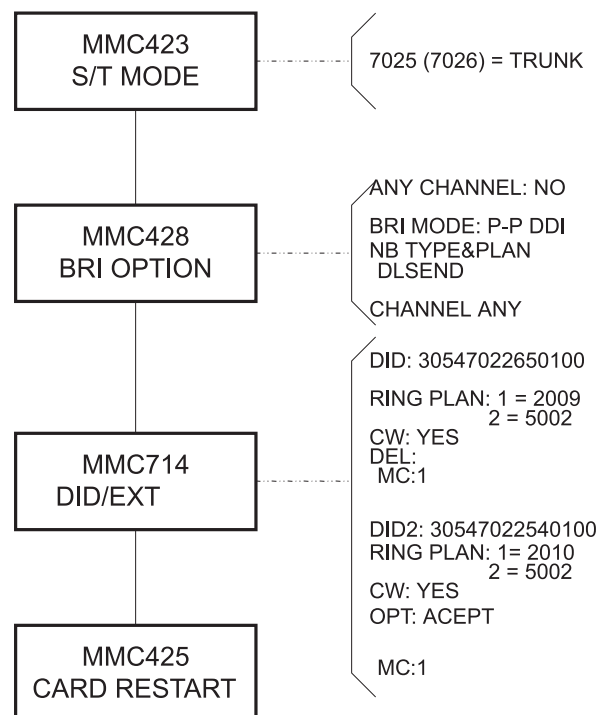 MMC423
S/T MODE
7025 (7026) = TRUNK
MMC428
BRI OPTION
ANY CHANNEL: NO
BRI MODE: P-P DDI
NB TYPE&PLAN
DLSEND
CHANNEL ANY
MMC714
DID/EXT
DID: 30547022650100
RING PLAN: 1 = 2009
2 = 5002
CW: YES
DEL:
MC:1
DID2: 30547022540100
RING PLAN: 1= 2010
2 = 5002
CW: YES
OPT: ACEPT
MC:1
MMC425
CARD RESTART